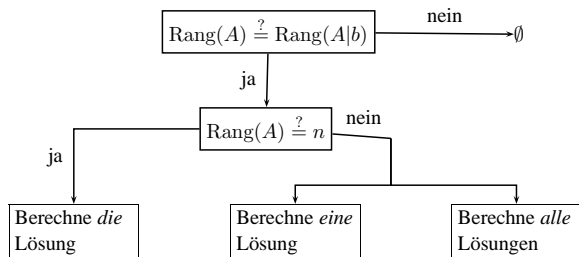 nein
Rang(A) ≟ Rang(A|b)
∅
ja
Rang(A) ≟ n
nein
ja
Berechne die
Lösung
Berechne eine
Lösung
Berechne alle
Lösungen